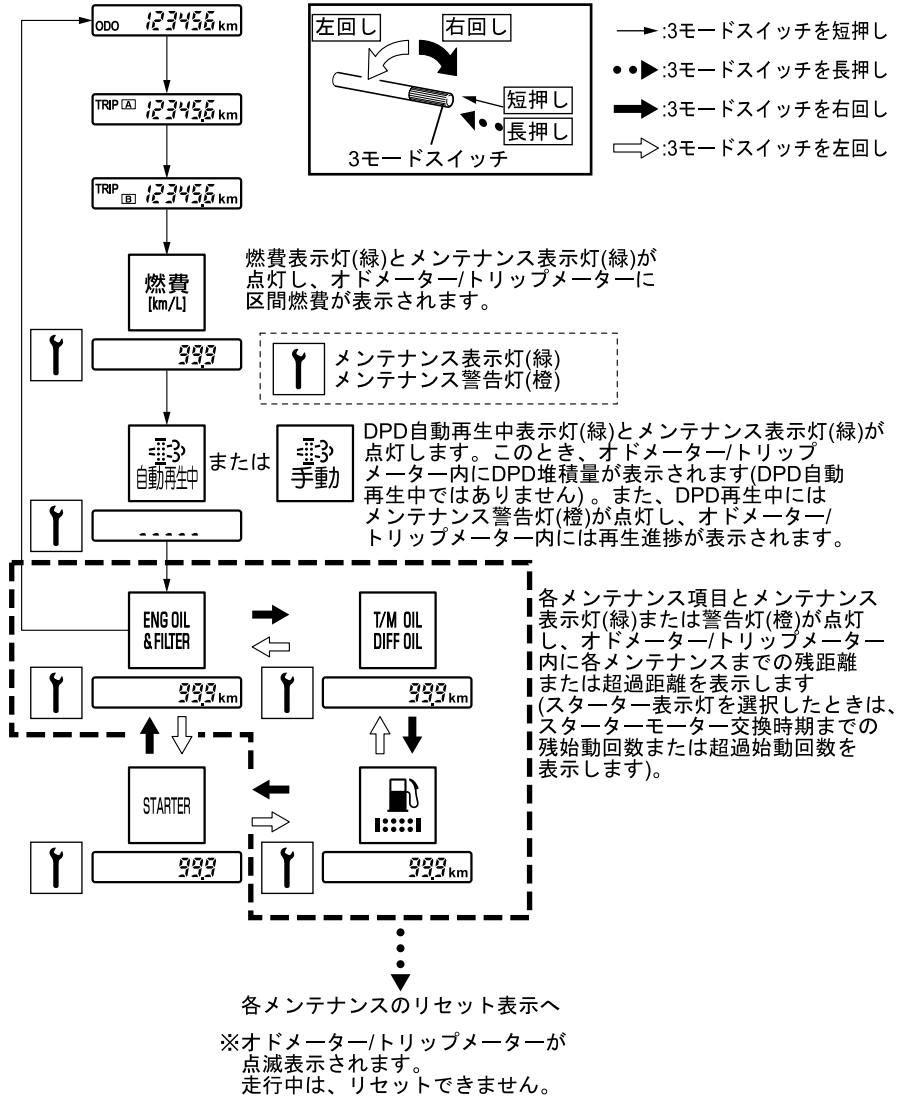 ODO 123456 km
TRIP A 12345.6 km
TRIP B 12345.6 km
左回し
右回し
短押し
長押し
3モードスイッチ
:3モードスイッチを短押し
:3モードスイッチを長押し
:3モードスイッチを右回し
:3モードスイッチを左回し
燃費
[km/L]
99.9
燃費表示灯(緑)とメンテナンス表示灯(緑)が
点灯し、オドメーター/トリップメーターに
区間燃費が表示されます。
メンテナンス表示灯(緑)
メンテナンス警告灯(橙)
自動再生中
または
手動
-----
DPD自動再生中表示灯(緑)とメンテナンス表示灯(緑)が
点灯します。このとき、オドメーター/トリップ
メーター内にDPD堆積量が表示されます(DPD自動
再生中ではありません)。また、DPD再生中には
メンテナンス警告灯(橙)が点灯し、オドメーター/
トリップメーター内には再生進捗が表示されます。
ENG OIL
& FILTER
99.9 km
T/M OIL
DIFF OIL
99.9 km
STARTER
99.9
99.9 km
各メンテナンス項目とメンテナンス
表示灯(緑)または警告灯(橙)が点灯
し、オドメーター/トリップメーター
内に各メンテナンスまでの残距離
または超過距離を表示します
(スターター表示灯を選択したときは、
スターターモーター交換時期までの
残始動回数または超過始動回数を
表示します)。
各メンテナンスのリセット表示へ
※オドメーター/トリップメーターが
点滅表示されます。
走行中は、リセットできません。